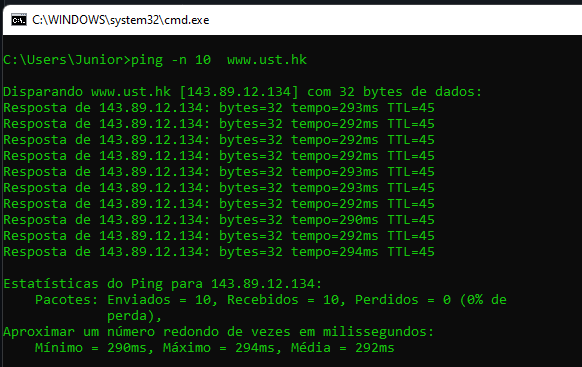 C:\WINDOWS\system32\cmd.exe
C:\Users\Junior>ping -n 10  www.ust.hk
Disparando www.ust.hk [143.89.12.134] com 32 bytes de dados:
Resposta de 143.89.12.134: bytes=32 tempo=293ms TTL=45
Resposta de 143.89.12.134: bytes=32 tempo=292ms TTL=45
Resposta de 143.89.12.134: bytes=32 tempo=292ms TTL=45
Resposta de 143.89.12.134: bytes=32 tempo=292ms TTL=45
Resposta de 143.89.12.134: bytes=32 tempo=293ms TTL=45
Resposta de 143.89.12.134: bytes=32 tempo=293ms TTL=45
Resposta de 143.89.12.134: bytes=32 tempo=292ms TTL=45
Resposta de 143.89.12.134: bytes=32 tempo=290ms TTL=45
Resposta de 143.89.12.134: bytes=32 tempo=292ms TTL=45
Resposta de 143.89.12.134: bytes=32 tempo=294ms TTL=45
Estatísticas do Ping para 143.89.12.134:
    Pacotes: Enviados = 10, Recebidos = 10, Perdidos = 0 (0% de
             perda),
Aproximar um número redondo de vezes em milissegundos:
    Mínimo = 290ms, Máximo = 294ms, Média = 292ms